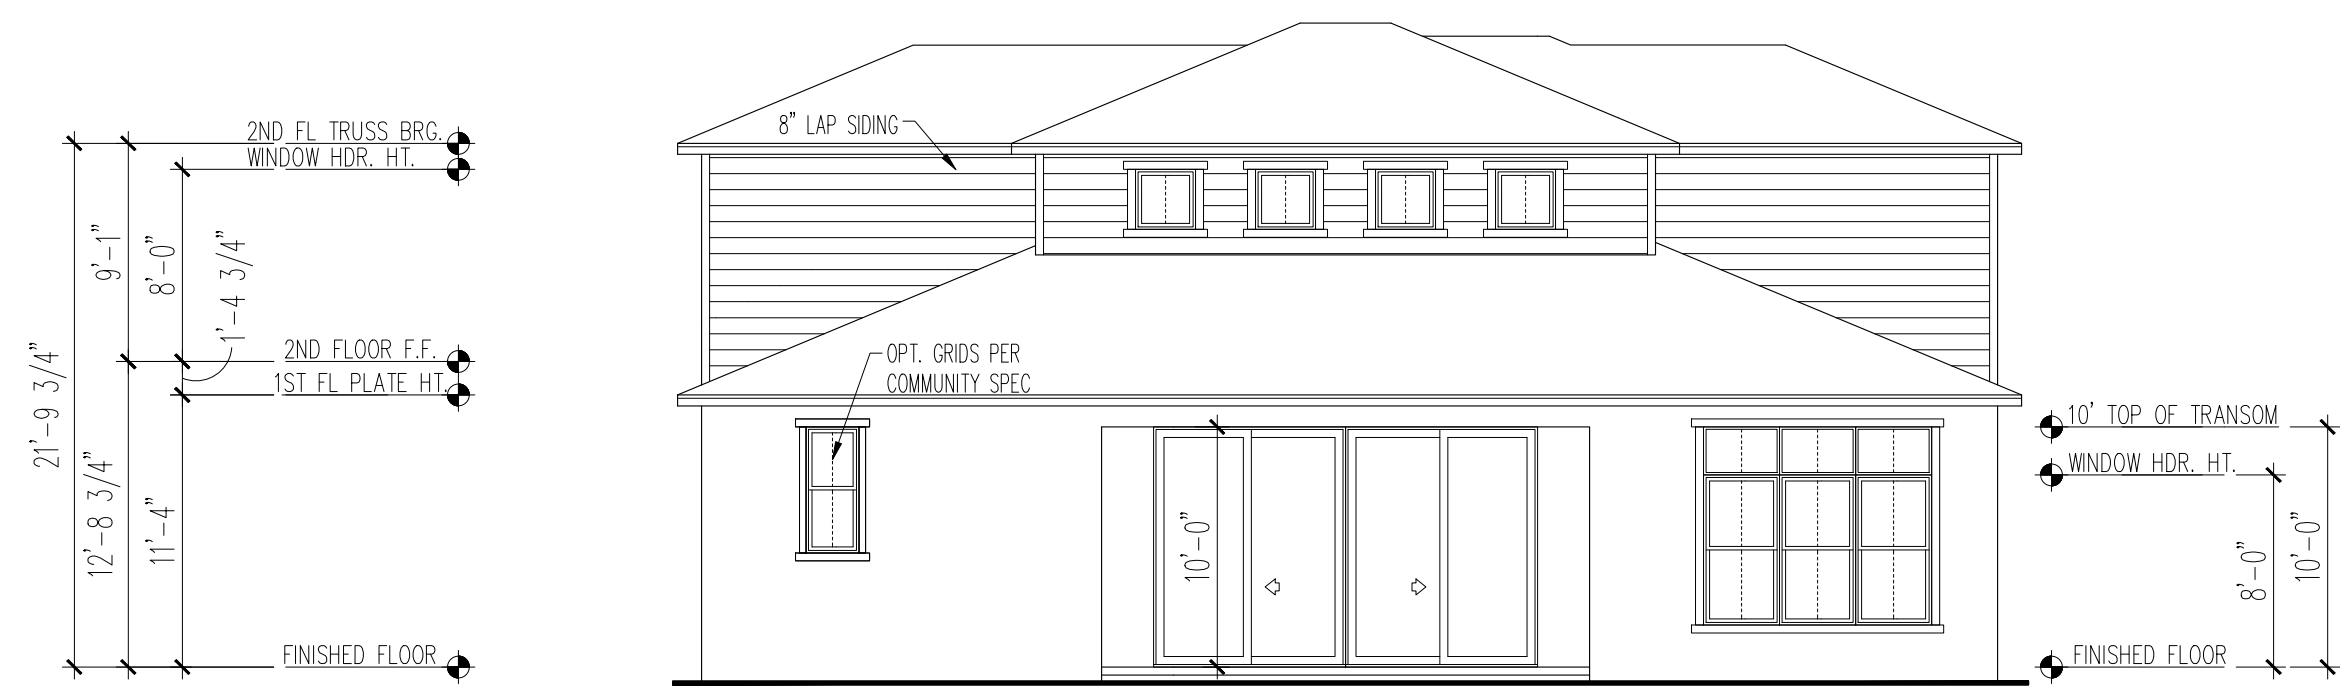 2ND FL TRUSS BRG.
WINDOW HDR. HT.
9'-1"
8'-0"
1'-4 3/4"
2ND FLOOR F.F.
1ST FL PLATE HT.
21'-9 3/4"
12'-8 3/4"
11'-4"
FINISHED FLOOR
8" LAP SIDING
OPT. GRIDS PER
COMMUNITY SPEC
10'-0"
10' TOP OF TRANSOM
WINDOW HDR. HT.
8'-0"
10'-0"
FINISHED FLOOR